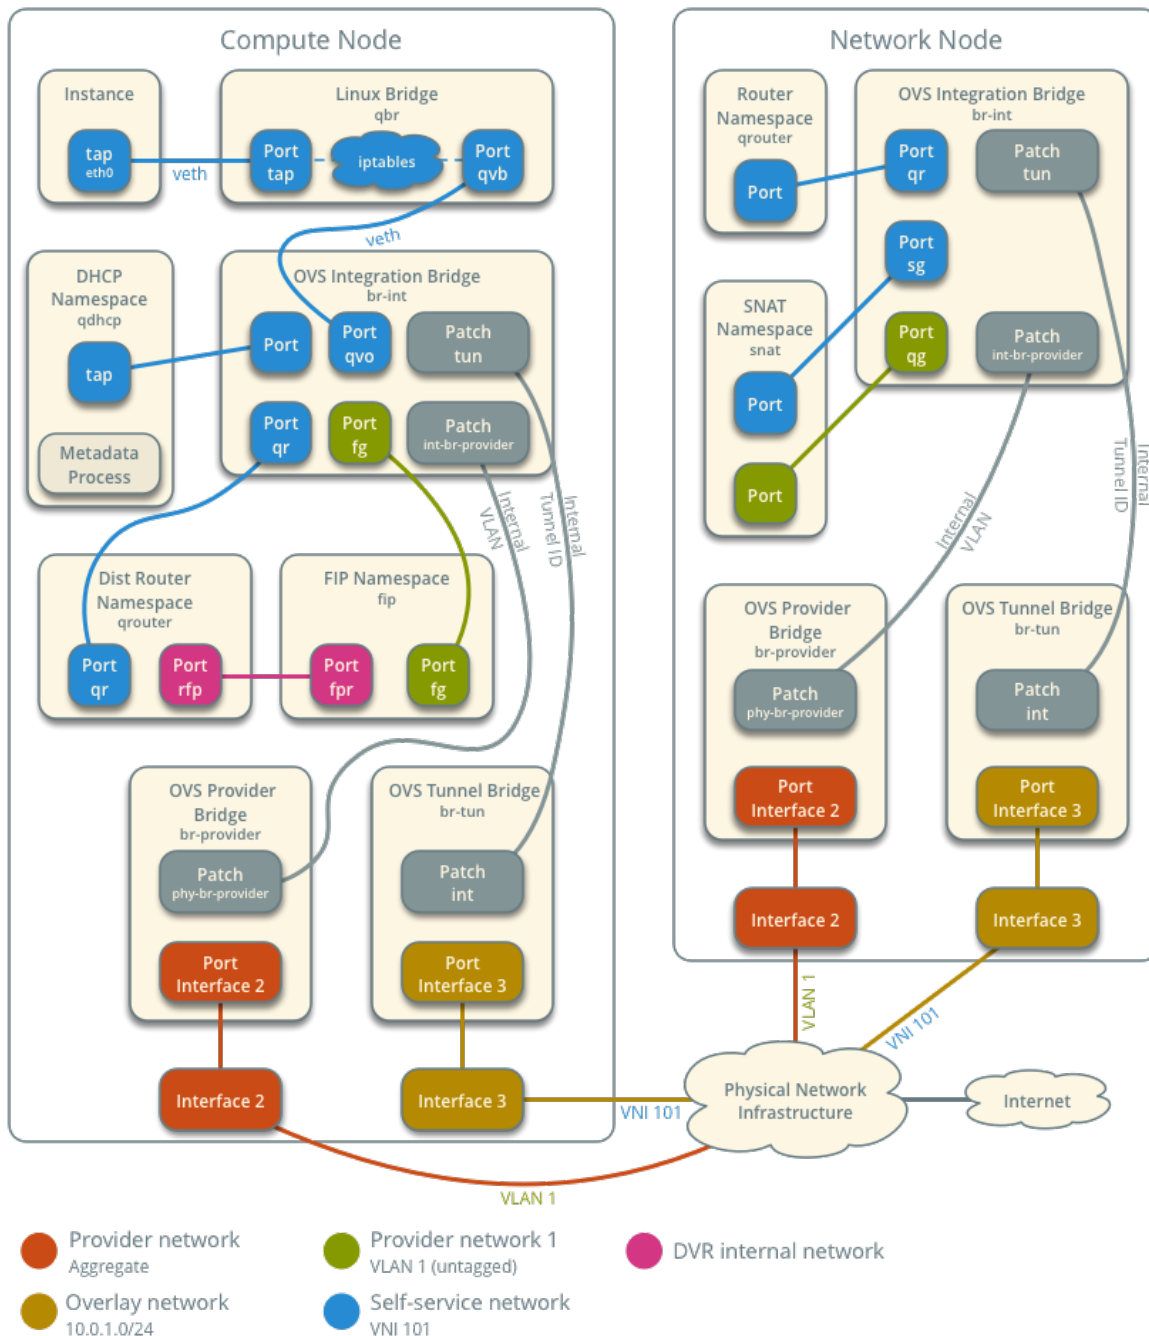 Compute Node
Instance
tap
eth0
veth
Linux Bridge
qbr
Port
tap
iptables
Port
qvb
veth
DHCP
Namespace
qdhcp
tap
Metadata
Process
OVS Integration Bridge
br-int
Port
Port
qvo
Patch
tun
Port
qr
Port
fg
Patch
int-br-provider
Internal
VLAN
Internal
Tunnel ID
Dist Router
Namespace
qrouter
Port
qr
Port
rfp
FIP Namespace
fip
Port
fpr
Port
fg
OVS Provider
Bridge
br-provider
Patch
phy-br-provider
Port
Interface 2
Interface 2
OVS Tunnel Bridge
br-tun
Patch
int
Port
Interface 3
Interface 3
Network Node
Router
Namespace
qrouter
Port
SNAT
Namespace
snat
Port
Port
OVS Integration Bridge
br-int
Port
qr
Patch
tun
Port
sg
Port
qg
Patch
int-br-provider
Internal
VLAN
Internal
Tunnel ID
OVS Provider
Bridge
br-provider
Patch
phy-br-provider
Port
Interface 2
Interface 2
OVS Tunnel Bridge
br-tun
Patch
int
Port
Interface 3
Interface 3
VLAN 1
VNI 101
VNI 101
Physical Network
Infrastructure
Internet
VLAN 1
Provider network
Aggregate
Provider network 1
VLAN 1 (untagged)
DVR internal network
Overlay network
10.0.1.0/24
Self-service network
VNI 101